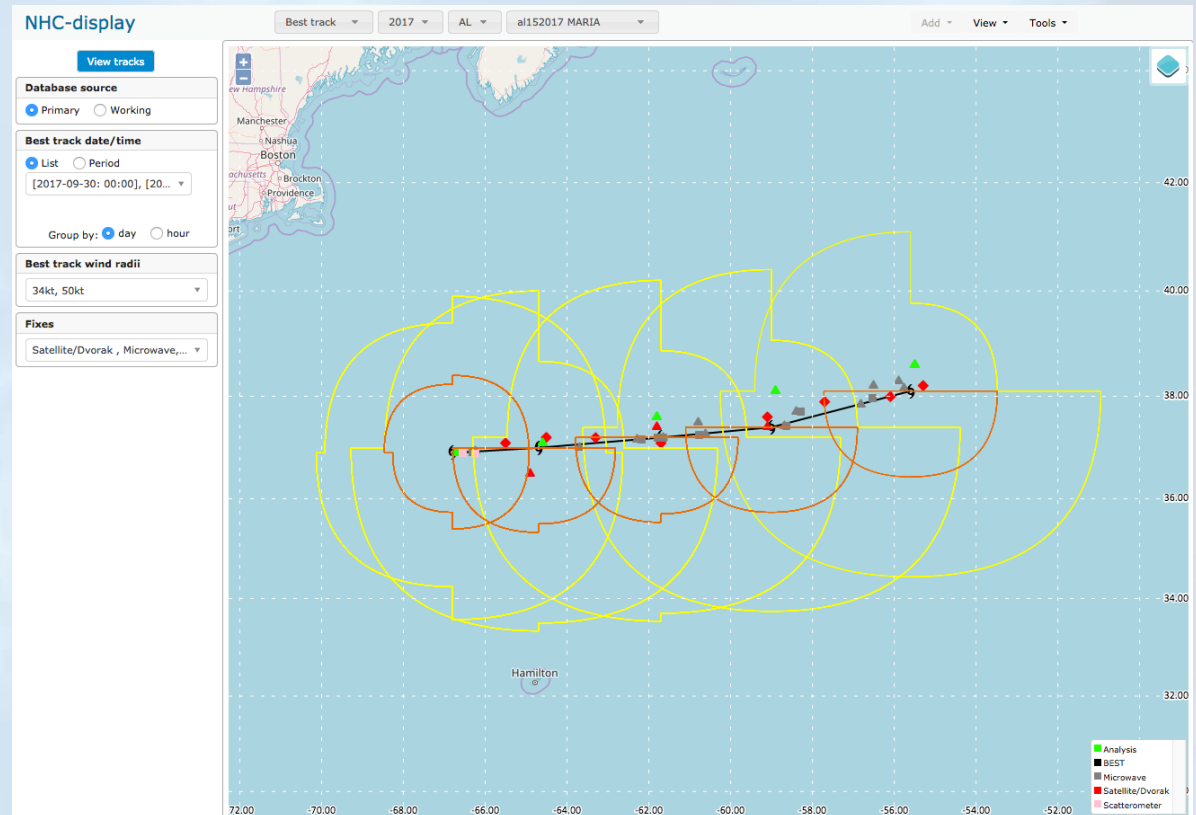 NHC-display
Best track
2017
AL
al152017 MARIA
Add
View
Tools
View tracks
Database source
Primary
Working
Best track date/time
List
Period
[2017-09-30: 00:00], [20...
Group by:
day
hour
Best track wind radii
34kt, 50kt
Fixes
Satellite/Dvorak , Microwave,...
+
−
ew Hampshire
Manchester
Nashua
Boston
achusetts
Brockton
Providence
ut
ort
Hamilton
42.00
40.00
38.00
36.00
34.00
32.00
72.00
-70.00
-68.00
-66.00
-64.00
-62.00
-60.00
-58.00
-56.00
-54.00
-52.00
Analysis
BEST
Microwave
Satellite/Dvorak
Scatterometer